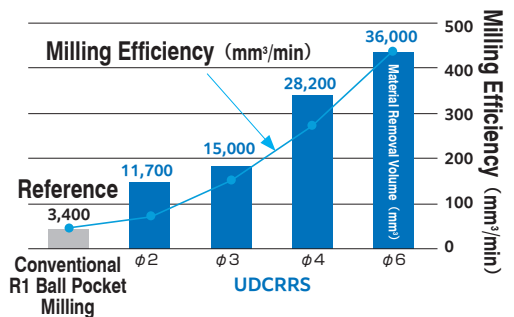 Milling Efficiency（mm³/min）
500
400
300
200
100
0
Milling Efficiency（mm³/min）
36,000
28,200
15,000
11,700
Reference
3,400
Material Removal Volume（mm³）
Conventional
R1 Ball Pocket
Milling
φ2
φ3
φ4
φ6
UDCRRS